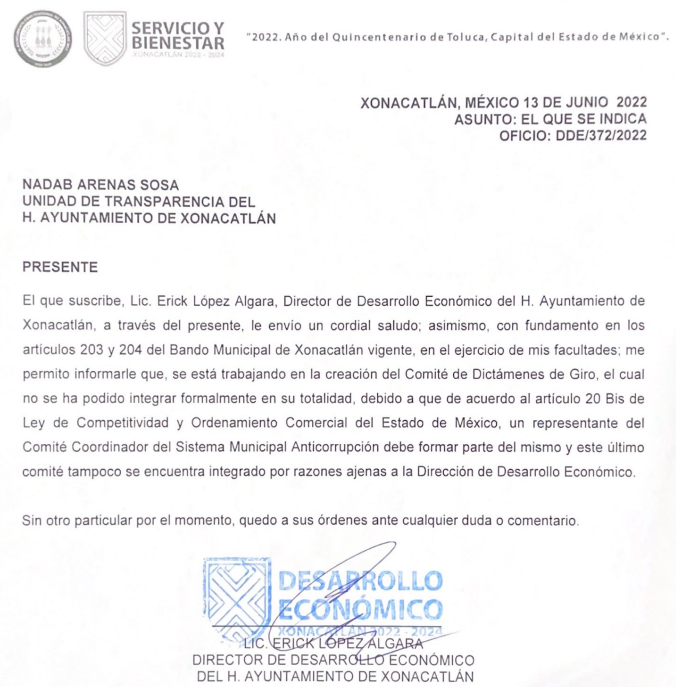 SERVICIO Y
BIENESTAR
XONACATLÁN 2022 - 2024
"2022. Año del Quincentenario de Toluca, Capital del Estado de México".
XONACATLÁN, MÉXICO 13 DE JUNIO 2022
ASUNTO: EL QUE SE INDICA
OFICIO: DDE/372/2022
NADAB ARENAS SOSA
UNIDAD DE TRANSPARENCIA DEL
H. AYUNTAMIENTO DE XONACATLÁN
PRESENTE
El que suscribe, Lic. Erick López Algara, Director de Desarrollo Económico del H. Ayuntamiento de
Xonacatlán, a través del presente, le envío un cordial saludo; asimismo, con fundamento en los
artículos 203 y 204 del Bando Municipal de Xonacatlán vigente, en el ejercicio de mis facultades; me
permito informarle que, se está trabajando en la creación del Comité de Dictámenes de Giro, el cual
no se ha podido integrar formalmente en su totalidad, debido a que de acuerdo al artículo 20 Bis de
Ley de Competitividad y Ordenamiento Comercial del Estado de México, un representante del
Comité Coordinador del Sistema Municipal Anticorrupción debe formar parte del mismo y este último
comité tampoco se encuentra integrado por razones ajenas a la Dirección de Desarrollo Económico.
Sin otro particular por el momento, quedo a sus órdenes ante cualquier duda o comentario.
DESARROLLO
ECONÓMICO
XONACATLÁN 2022 - 2024
LIC. ERICK LÓPEZ ALGARA
DIRECTOR DE DESARROLLO ECONÓMICO
DEL H. AYUNTAMIENTO DE XONACATLÁN